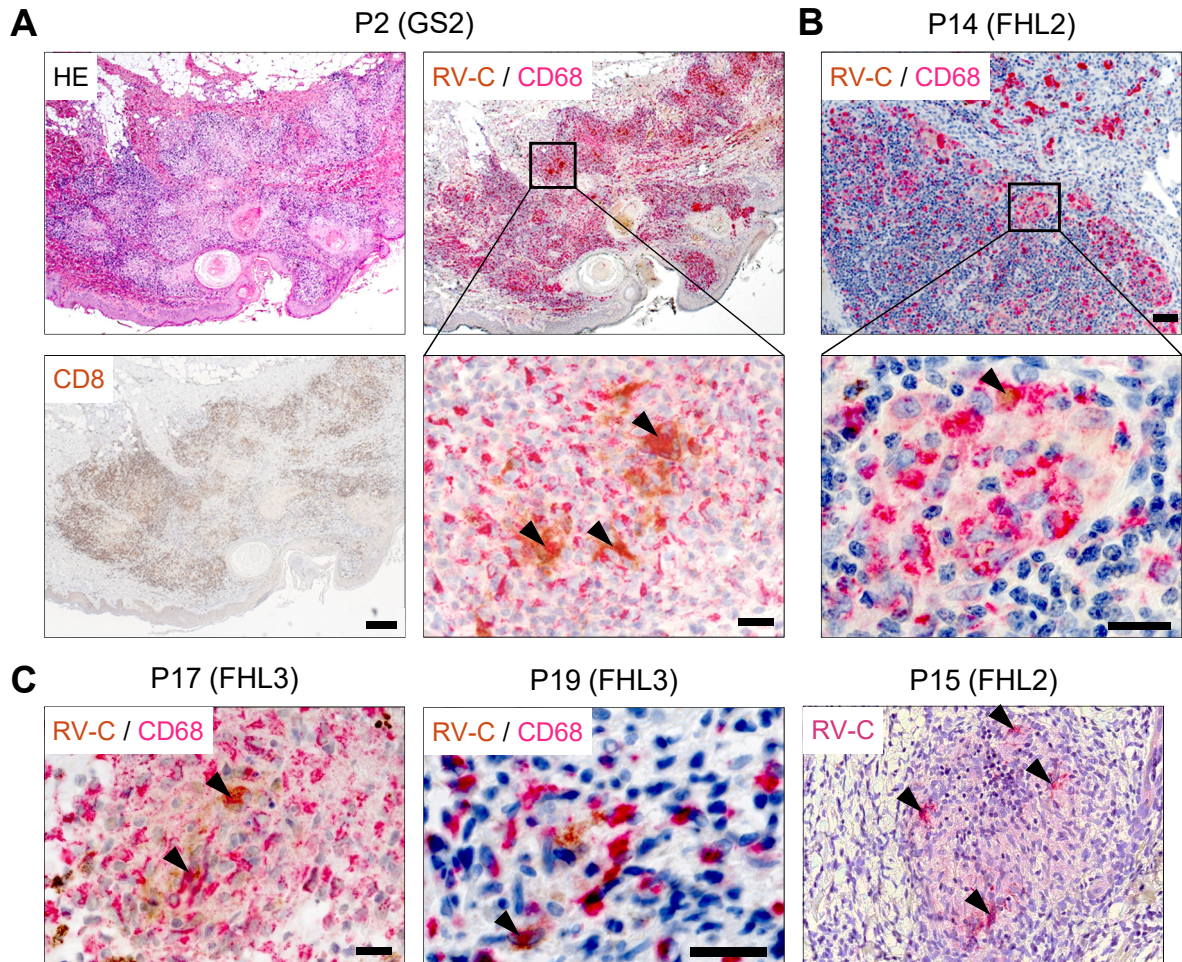 A
P2 (GS2)
B
P14 (FHL2)
HE
RV-C / CD68
RV-C / CD68
CD8
C
P17 (FHL3)
P19 (FHL3)
P15 (FHL2)
RV-C / CD68
RV-C / CD68
RV-C